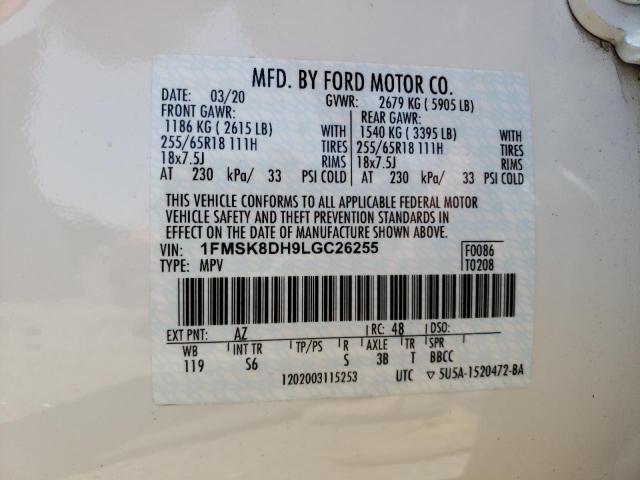 MFD. BY FORD MOTOR CO.
DATE: 03/20 GVWR: 2679 KG ( 5905 LB)
FRONT GAWR: REAR GAWR:
1186 KG ( 2615 LB) WITH 1540 KG ( 3395 LB) WITH
255/65R18 111H TIRES 255/65R18 111H TIRES
18x7.5J RIMS 18x7.5J RIMS
AT 230 kPa/ 33 PSI COLD AT 230 kPa/ 33 PSI COLD
THIS VEHICLE CONFORMS TO ALL APPLICABLE FEDERAL MOTOR
VEHICLE SAFETY AND THEFT PREVENTION STANDARDS IN
EFFECT ON THE DATE OF MANUFACTURE SHOWN ABOVE.
VIN: 1FMSK8DH9LGC26255 F0086
TYPE: MPV T0208
EXT PNT: AZ RC: 48 DSO:
WB INT TR TP/PS R AXLE TR SPR
119 S6 S 3B T BBCC
1202003115253 UTC ▽ 5U5A-1520472-BA